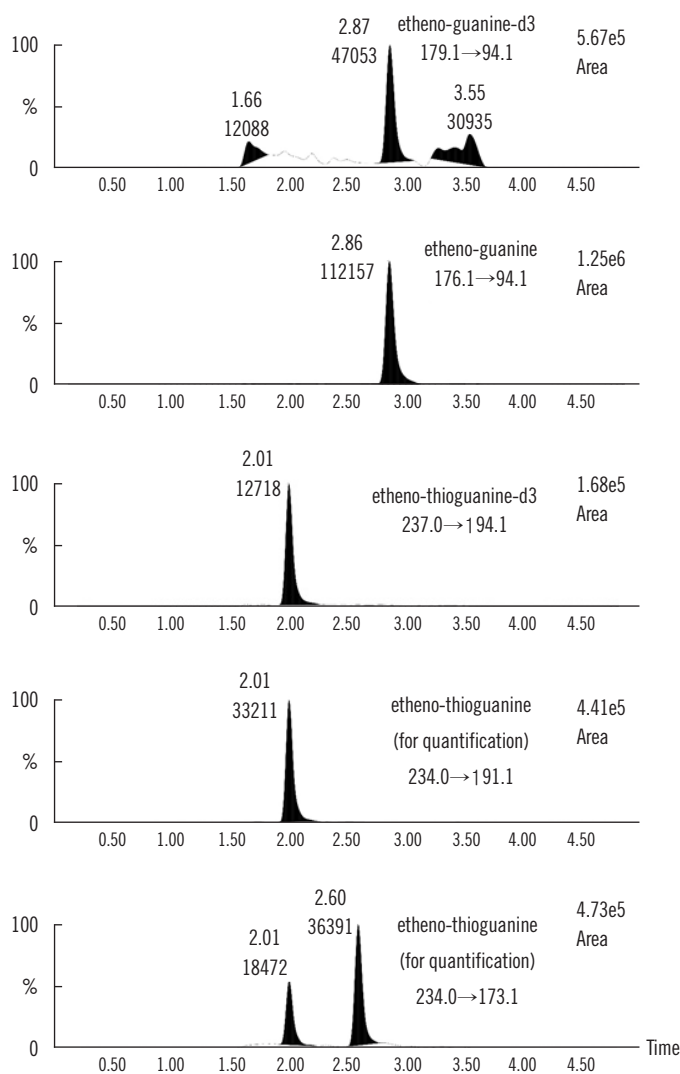 2.87
47053
etheno-guanine-d3
179.1→94.1
5.67e5
Area
100
%
0
1.66
12088
3.55
30935
0.50 1.00 1.50 2.00 2.50 3.00 3.50 4.00 4.50
2.86
112157
etheno-guanine
176.1→94.1
1.25e6
Area
100
%
0
0.50 1.00 1.50 2.00 2.50 3.00 3.50 4.00 4.50
2.01
12718
etheno-thioguanine-d3
237.0→194.1
1.68e5
Area
100
%
0
0.50 1.00 1.50 2.00 2.50 3.00 3.50 4.00 4.50
2.01
33211
etheno-thioguanine
(for quantification)
234.0→191.1
4.41e5
Area
100
%
0
0.50 1.00 1.50 2.00 2.50 3.00 3.50 4.00 4.50
2.01
18472
2.60
36391
etheno-thioguanine
(for quantification)
234.0→173.1
4.73e5
Area
100
%
0
0.50 1.00 1.50 2.00 2.50 3.00 3.50 4.00 4.50
Time